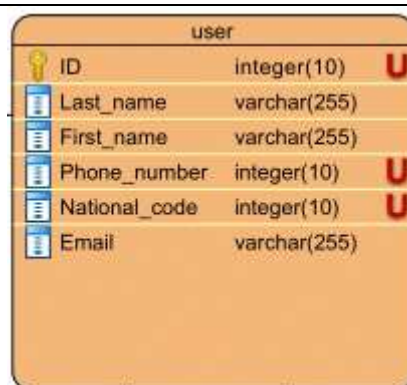 user
ID integer(10) U
Last_name varchar(255)
First_name varchar(255)
Phone_number integer(10) U
National_code integer(10) U
Email varchar(255)